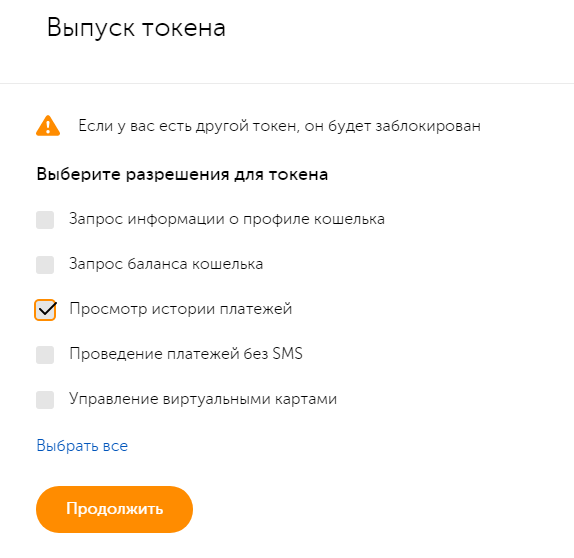 Выпуск токена
Если у вас есть другой токен, он будет заблокирован
Выберите разрешения для токена
Запрос информации о профиле кошелька
Запрос баланса кошелька
Просмотр истории платежей
Проведение платежей без SMS
Управление виртуальными картами
Выбрать все
Продолжить